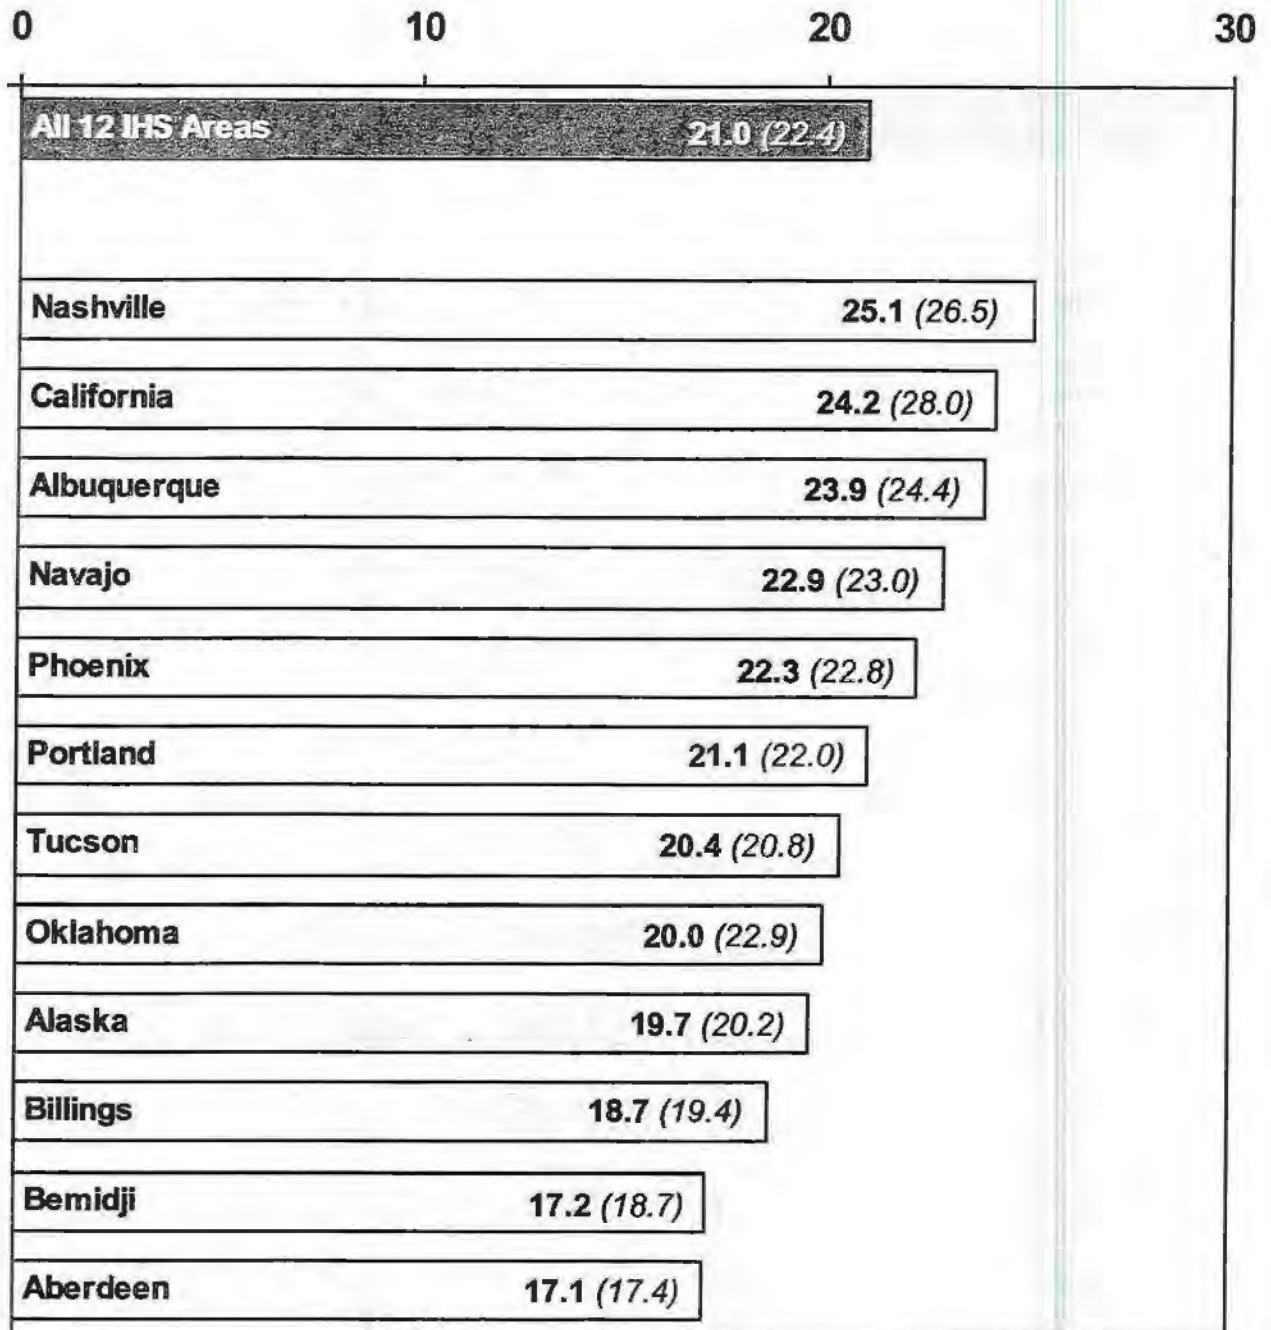 0 10 20 30
All 12 IHS Areas 21.0 (22.4)
Nashville 25.1 (26.5)
California 24.2 (28.0)
Albuquerque 23.9 (24.4)
Navajo 22.9 (23.0)
Phoenix 22.3 (22.8)
Portland 21.1 (22.0)
Tucson 20.4 (20.8)
Oklahoma 20.0 (22.9)
Alaska 19.7 (20.2)
Billings 18.7 (19.4)
Bemidji 17.2 (18.7)
Aberdeen 17.1 (17.4)